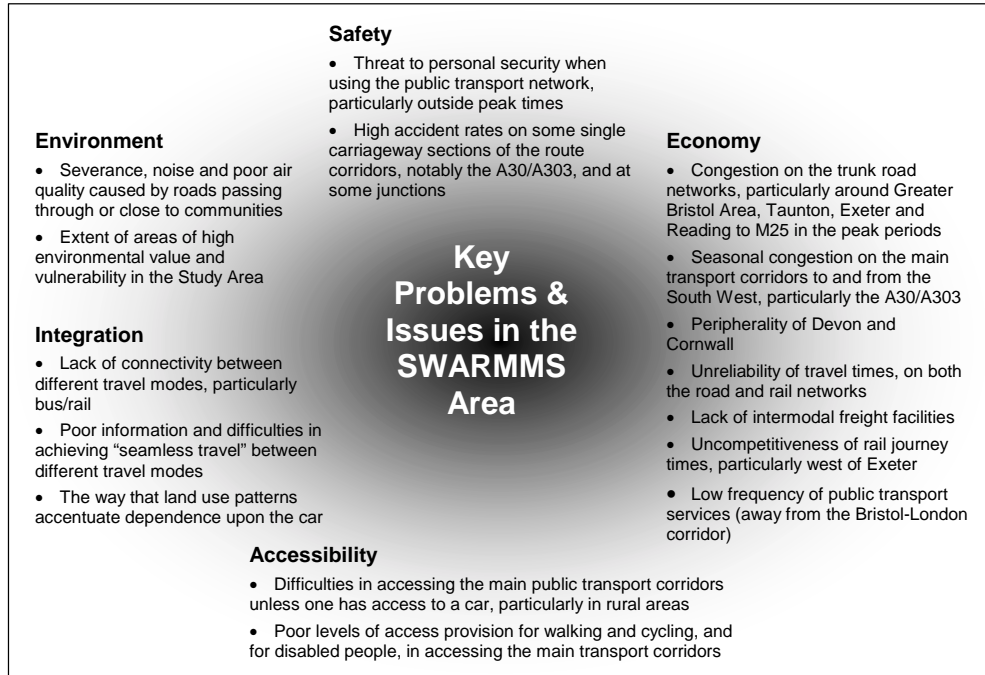 Safety
• Threat to personal security when
using the public transport network,
particularly outside peak times
• High accident rates on some single
carriageway sections of the route
corridors, notably the A30/A303, and at
some junctions
Environment
• Severance, noise and poor air
quality caused by roads passing
through or close to communities
• Extent of areas of high
environmental value and
vulnerability in the Study Area
Integration
• Lack of connectivity between
different travel modes, particularly
bus/rail
• Poor information and difficulties in
achieving “seamless travel” between
different travel modes
• The way that land use patterns
accentuate dependence upon the car
Key
Problems &
Issues in the
SWARMMS
Area
Economy
• Congestion on the trunk road
networks, particularly around Greater
Bristol Area, Taunton, Exeter and
Reading to M25 in the peak periods
• Seasonal congestion on the main
transport corridors to and from the
South West, particularly the A30/A303
• Peripherality of Devon and
Cornwall
• Unreliability of travel times, on both
the road and rail networks
• Lack of intermodal freight facilities
• Uncompetitiveness of rail journey
times, particularly west of Exeter
• Low frequency of public transport
services (away from the Bristol-London
corridor)
Accessibility
• Difficulties in accessing the main public transport corridors
unless one has access to a car, particularly in rural areas
• Poor levels of access provision for walking and cycling, and
for disabled people, in accessing the main transport corridors